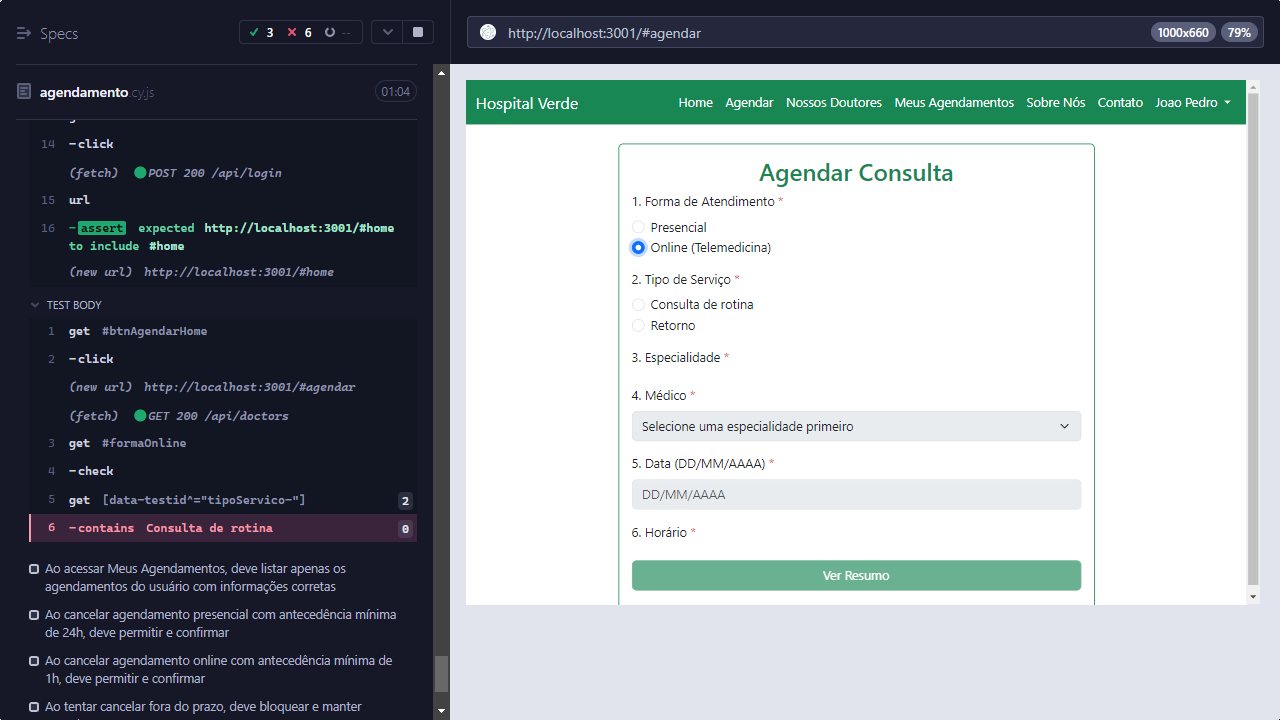 Specs
3
6
--
agendamento.cy.js
01:04
14 -click
(fetch) POST 200 /api/login
15 url
16 -assert expected http://localhost:3001/#home
to include #home
(new url) http://localhost:3001/#home
TEST BODY
1 get #btnAgendarHome
2 -click
(new url) http://localhost:3001/#agendar
(fetch) GET 200 /api/doctors
3 get #formaOnline
4 -check
5 get [data-testid^="tipoServico-"] 2
6 -contains Consulta de rotina 0
Ao acessar Meus Agendamentos, deve listar apenas os
agendamentos do usuário com informações corretas
Ao cancelar agendamento presencial com antecedência mínima
de 24h, deve permitir e confirmar
Ao cancelar agendamento online com antecedência mínima de
1h, deve permitir e confirmar
Ao tentar cancelar fora do prazo, deve bloquear e manter
http://localhost:3001/#agendar
1000x660
79%
Hospital Verde
Home
Agendar
Nossos Doutores
Meus Agendamentos
Sobre Nós
Contato
Joao Pedro
Agendar Consulta
1. Forma de Atendimento *
Presencial
Online (Telemedicina)
2. Tipo de Serviço *
Consulta de rotina
Retorno
3. Especialidade *
4. Médico *
Selecione uma especialidade primeiro
5. Data (DD/MM/AAAA) *
DD/MM/AAAA
6. Horário *
Ver Resumo